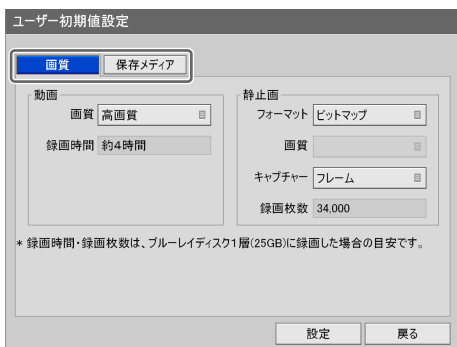 ユーザー初期値設定
画質 保存メディア
動画
画質 高画質
録画時間 約4時間
静止画
フォーマット ビットマップ
画質
キャプチャー フレーム
録画枚数 34,000
* 録画時間・録画枚数は、ブルーレイディスク1層(25GB)に録画した場合の目安です。
設定 戻る